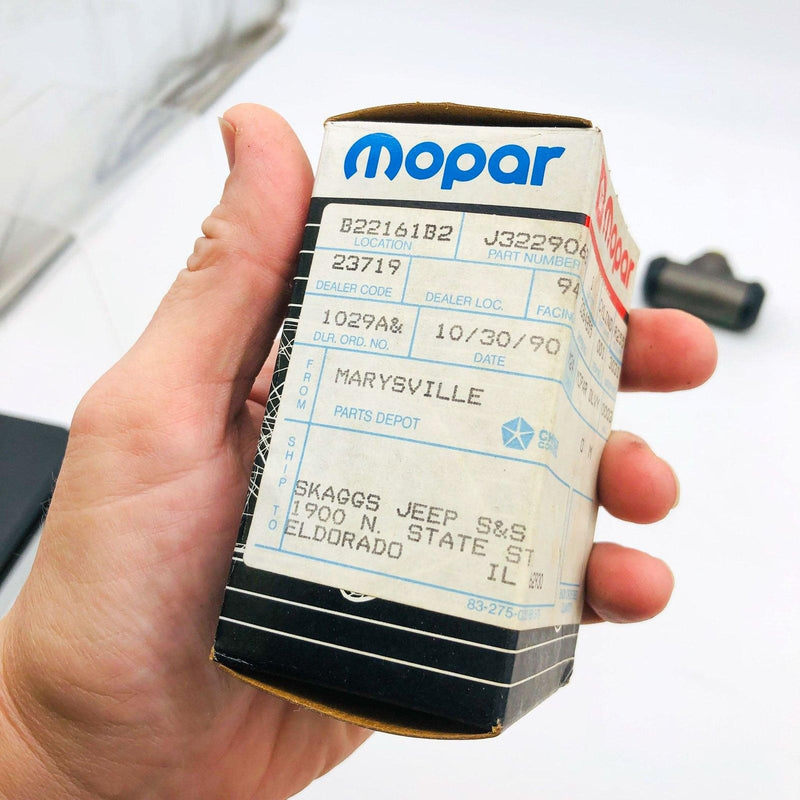 mopar
B22161B2
LOCATION
J322906
PART NUMBER
23719
DEALER CODE
DEALER LOC.
94
1029A&
DLR. ORD. NO.
10/30/90
DATE
FROM
MARYSVILLE
PARTS DEPOT
SHIP TO
SKAGGS JEEP S&S
1900 N. STATE ST
ELDORADO IL
83-275-
mopar